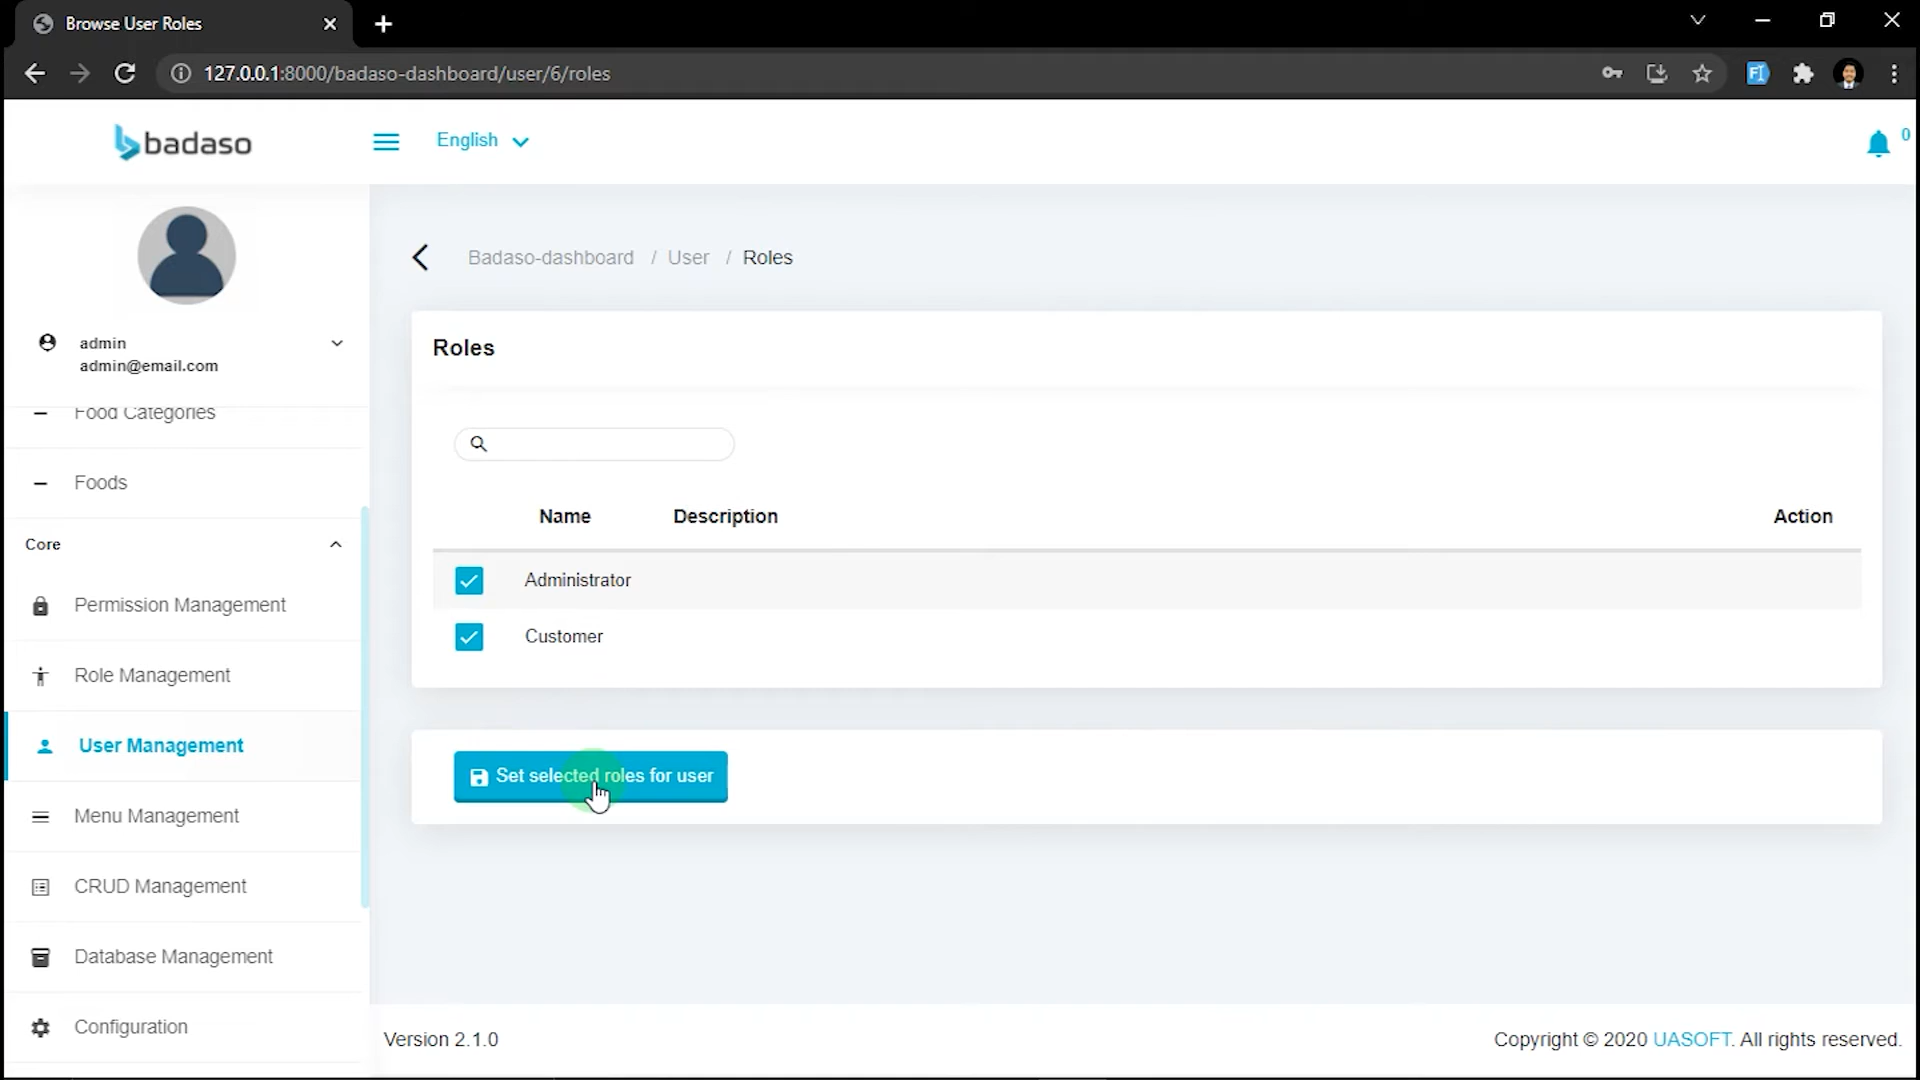 Browse User Roles
127.0.0.1:8000/badaso-dashboard/user/6/roles
badaso
English
0
Badaso-dashboard / User / Roles
admin
admin@email.com
Food Categories
Foods
Core
Permission Management
Role Management
User Management
Menu Management
CRUD Management
Database Management
Configuration
Roles
Name Description Action
Administrator
Customer
Set selected roles for user
Version 2.1.0
Copyright © 2020 UASOFT. All rights reserved.